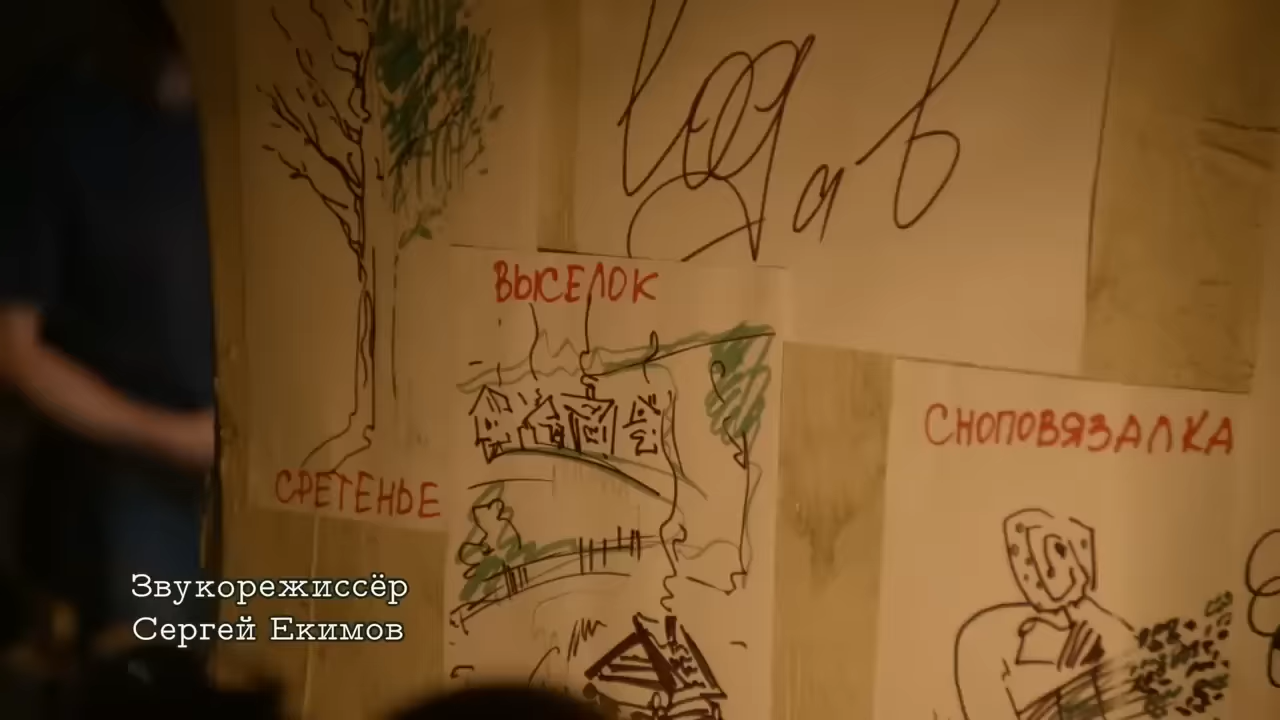 ВЫСЕЛОК
СНОПОВЯЗАЛКА
СРЕТЕНЬЕ
Звукорежиссёр
Сергей Екимов